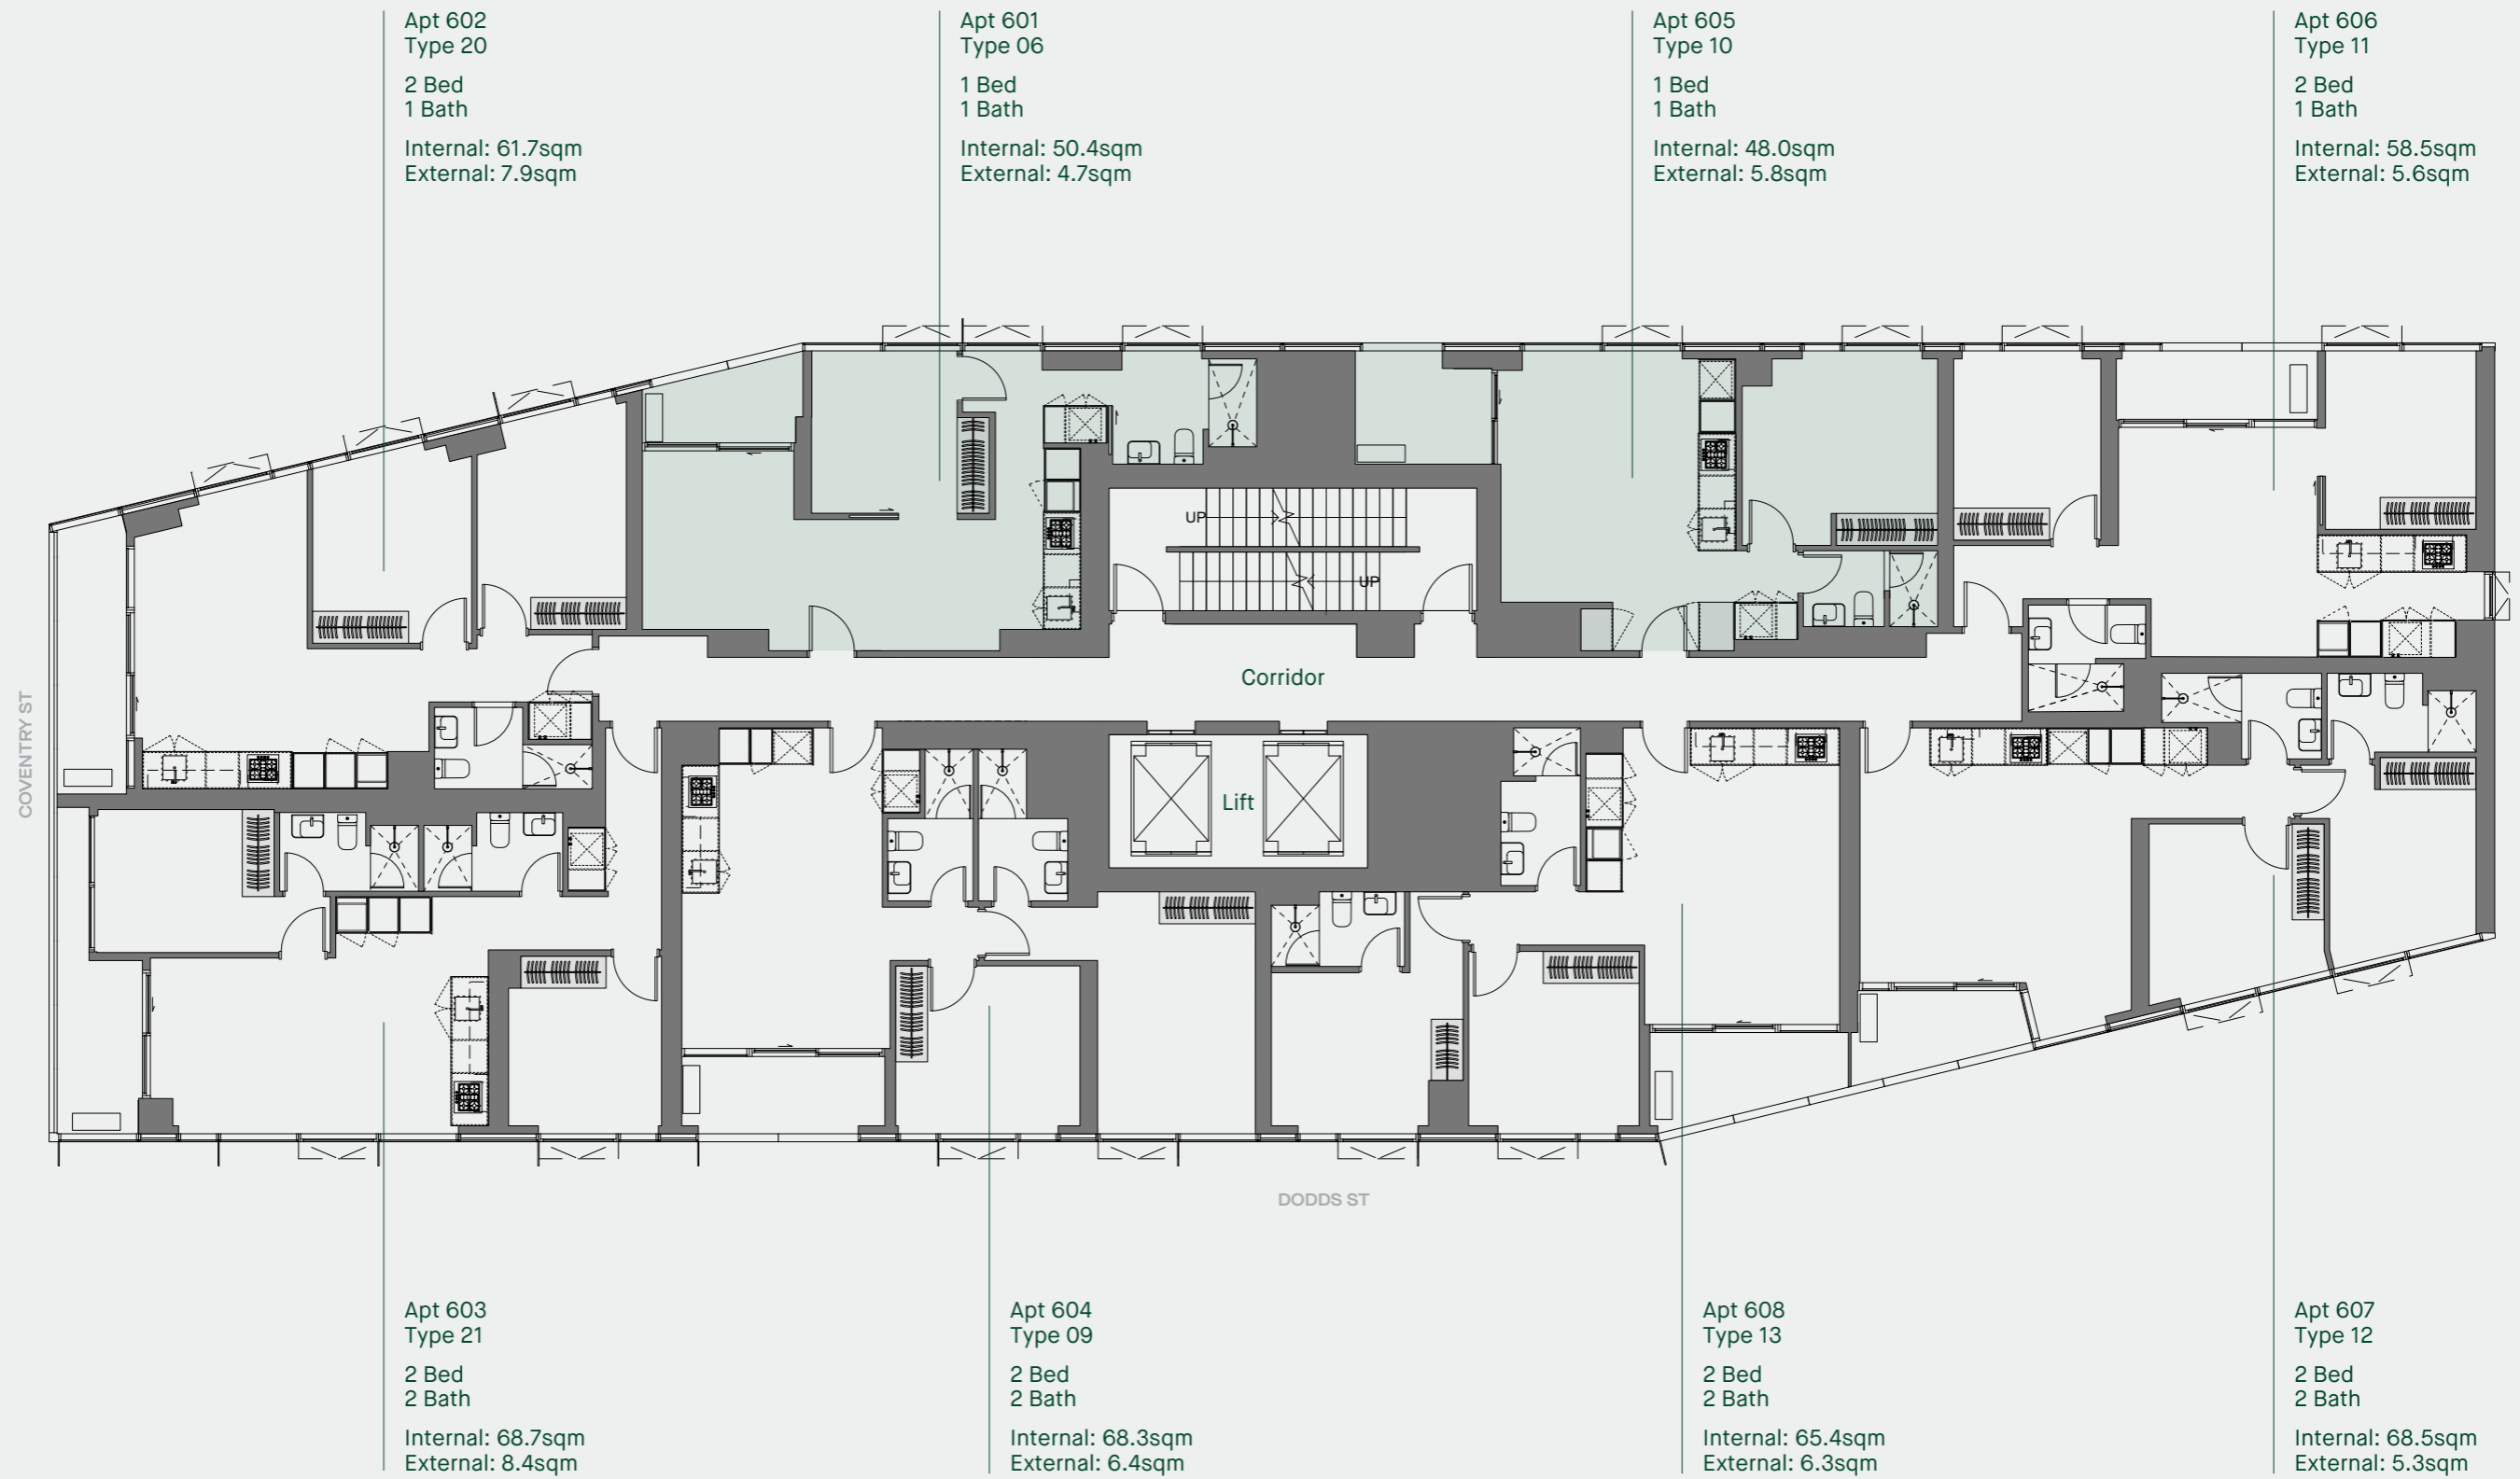 Apt 602
Type 20
2 Bed
1 Bath
Internal: 61.7sqm
External: 7.9sqm
Apt 601
Type 06
1 Bed
1 Bath
Internal: 50.4sqm
External: 4.7sqm
Apt 605
Type 10
1 Bed
1 Bath
Internal: 48.0sqm
External: 5.8sqm
Apt 606
Type 11
2 Bed
1 Bath
Internal: 58.5sqm
External: 5.6sqm
UP
UP
Corridor
COVENTRY ST
Lift
DODDS ST
Apt 603
Type 21
2 Bed
2 Bath
Internal: 68.7sqm
External: 8.4sqm
Apt 604
Type 09
2 Bed
2 Bath
Internal: 68.3sqm
External: 6.4sqm
Apt 608
Type 13
2 Bed
2 Bath
Internal: 65.4sqm
External: 6.3sqm
Apt 607
Type 12
2 Bed
2 Bath
Internal: 68.5sqm
External: 5.3sqm